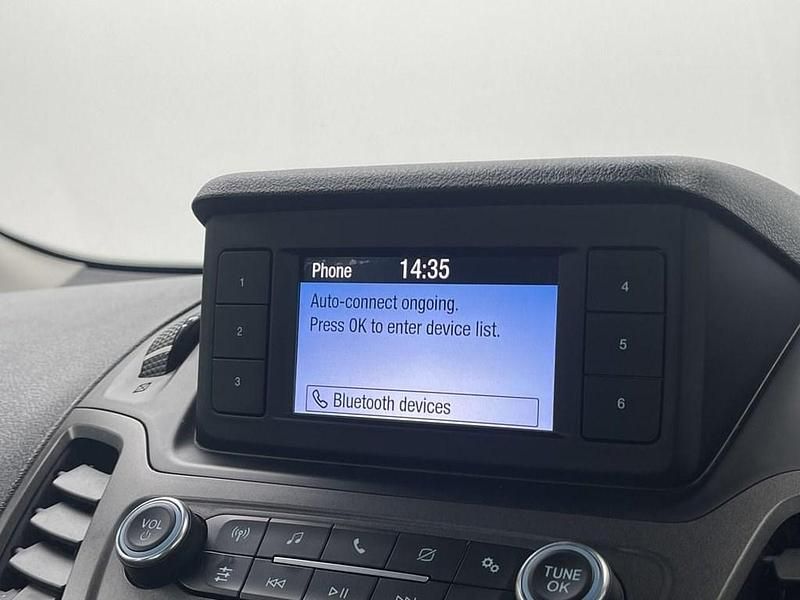 Phone 14:35
Auto-connect ongoing.
Press OK to enter device list.
Bluetooth devices
1
2
3
4
5
6
VOL
TUNE
OK